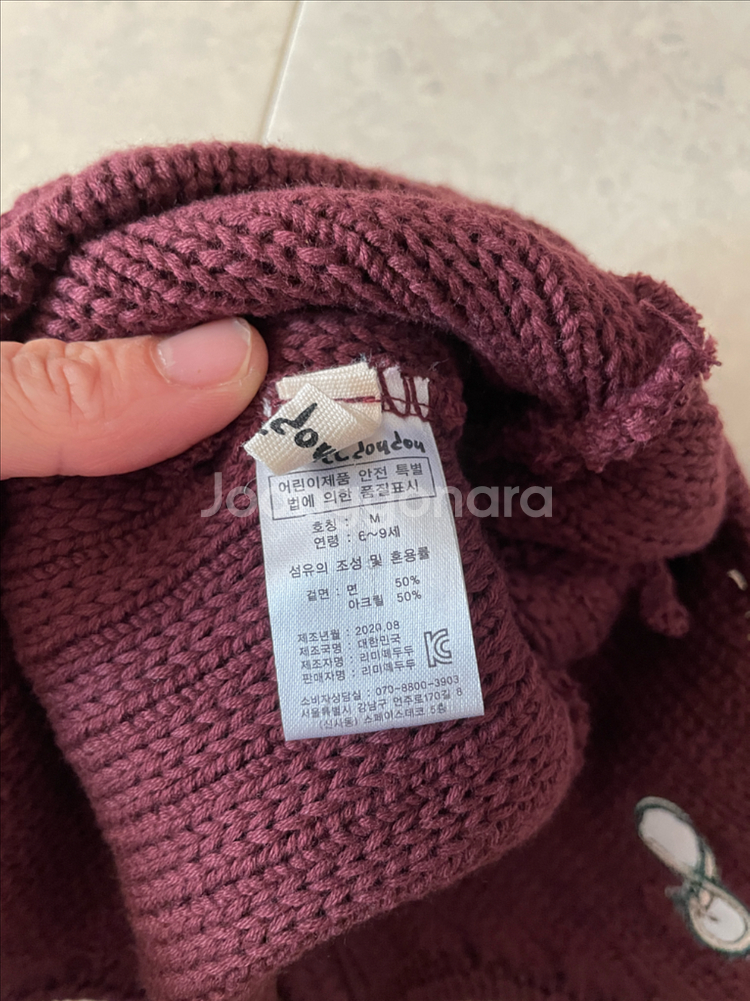 doudou
어린이제품 안전 특별
법에 의한 품질표시
호칭 : M
연령 : 6~9세
섬유의 조성 및 혼용률
겉면 : 면 50%
아크릴 50%
제조년월 : 2020.08
제조국명 : 대한민국
제조자명 : 리미떼두두
판매자명 : 리미떼두두
소비자상담실 : 070-8800-3903
서울특별시 강남구 언주로170길 8
(신사동) 스페이스데코 5층)
Joonggonara